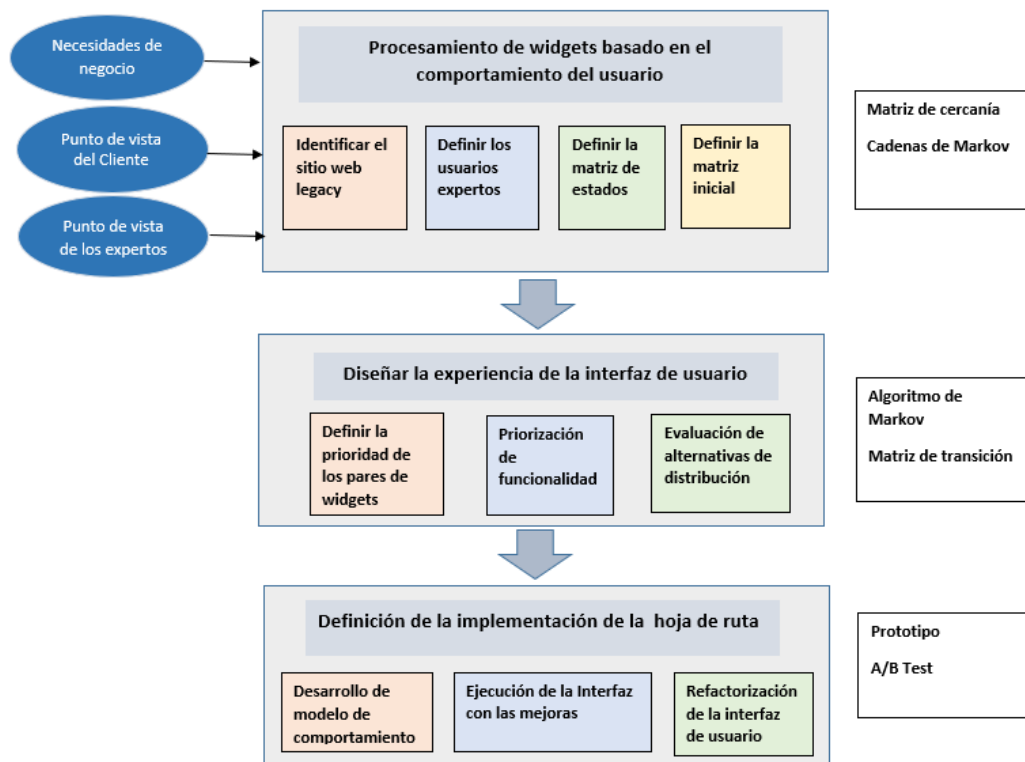 Necesidades de
negocio
Punto de vista
del Cliente
Punto de vista
de los expertos
Procesamiento de widgets basado en el
comportamiento del usuario
Identificar el
sitio web
legacy
Definir los
usuarios
expertos
Definir la
matriz de
estados
Definir la
matriz
inicial
Matriz de cercanía
Cadenas de Markov
Diseñar la experiencia de la interfaz de usuario
Definir la
prioridad de
los pares de
widgets
Priorización
de
funcionalidad
Evaluación de
alternativas de
distribución
Algoritmo de
Markov
Matriz de transición
Definición de la implementación de la hoja de ruta
Desarrollo de
modelo de
comportamiento
Ejecución de la Interfaz
con las mejoras
Refactorización
de la interfaz
de usuario
Prototipo
A/B Test